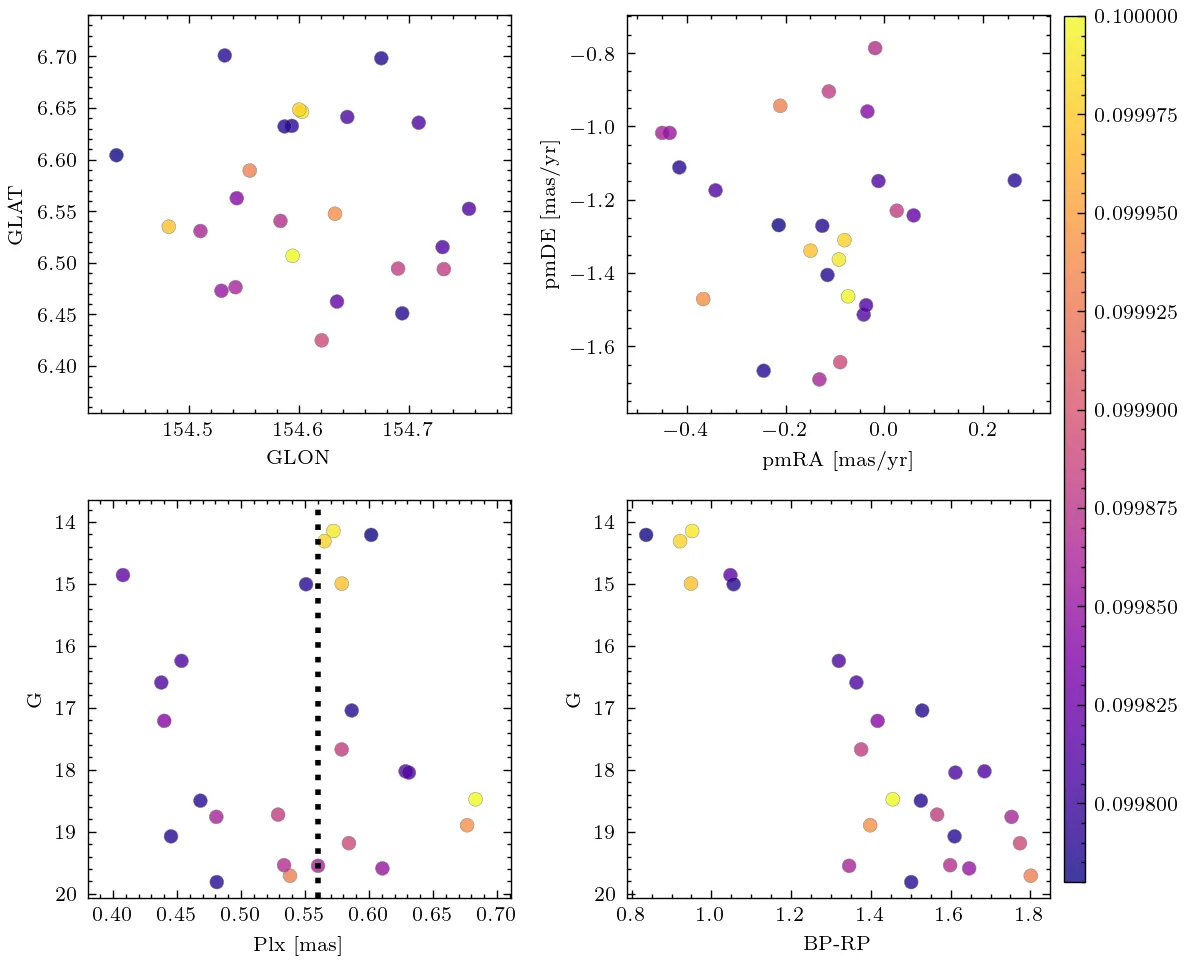 6.70
6.65
6.60
6.55
6.50
6.45
6.40
GLAT
154.5 154.6 154.7
GLON
−0.8
−1.0
−1.2
−1.4
−1.6
pmDE [mas/yr]
−0.4 −0.2 0.0 0.2
pmRA [mas/yr]
14
15
16
17
18
19
20
G
0.40 0.45 0.50 0.55 0.60 0.65 0.70
Plx [mas]
14
15
16
17
18
19
20
G
0.8 1.0 1.2 1.4 1.6 1.8
BP-RP
0.100000
0.099975
0.099950
0.099925
0.099900
0.099875
0.099850
0.099825
0.099800